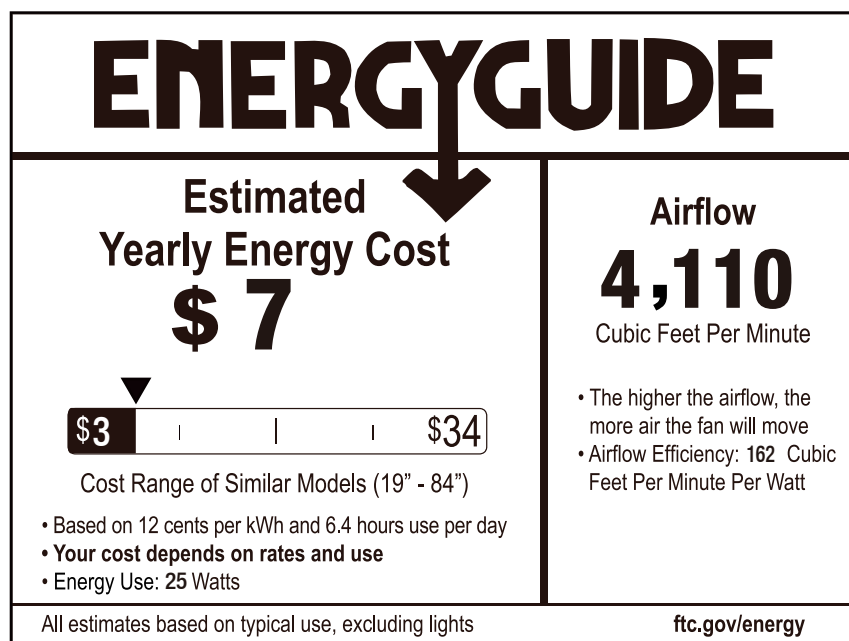 ENERGYGUIDE
Estimated
Yearly Energy Cost
$ 7
$3
$34
Cost Range of Similar Models (19” - 84”)
• Based on 12 cents per kWh and 6.4 hours use per day
• Your cost depends on rates and use
• Energy Use: 25 Watts
Airflow
4,110
Cubic Feet Per Minute
• The higher the airflow, the
more air the fan will move
• Airflow Efficiency: 162 Cubic
Feet Per Minute Per Watt
All estimates based on typical use, excluding lights
ftc.gov/energy